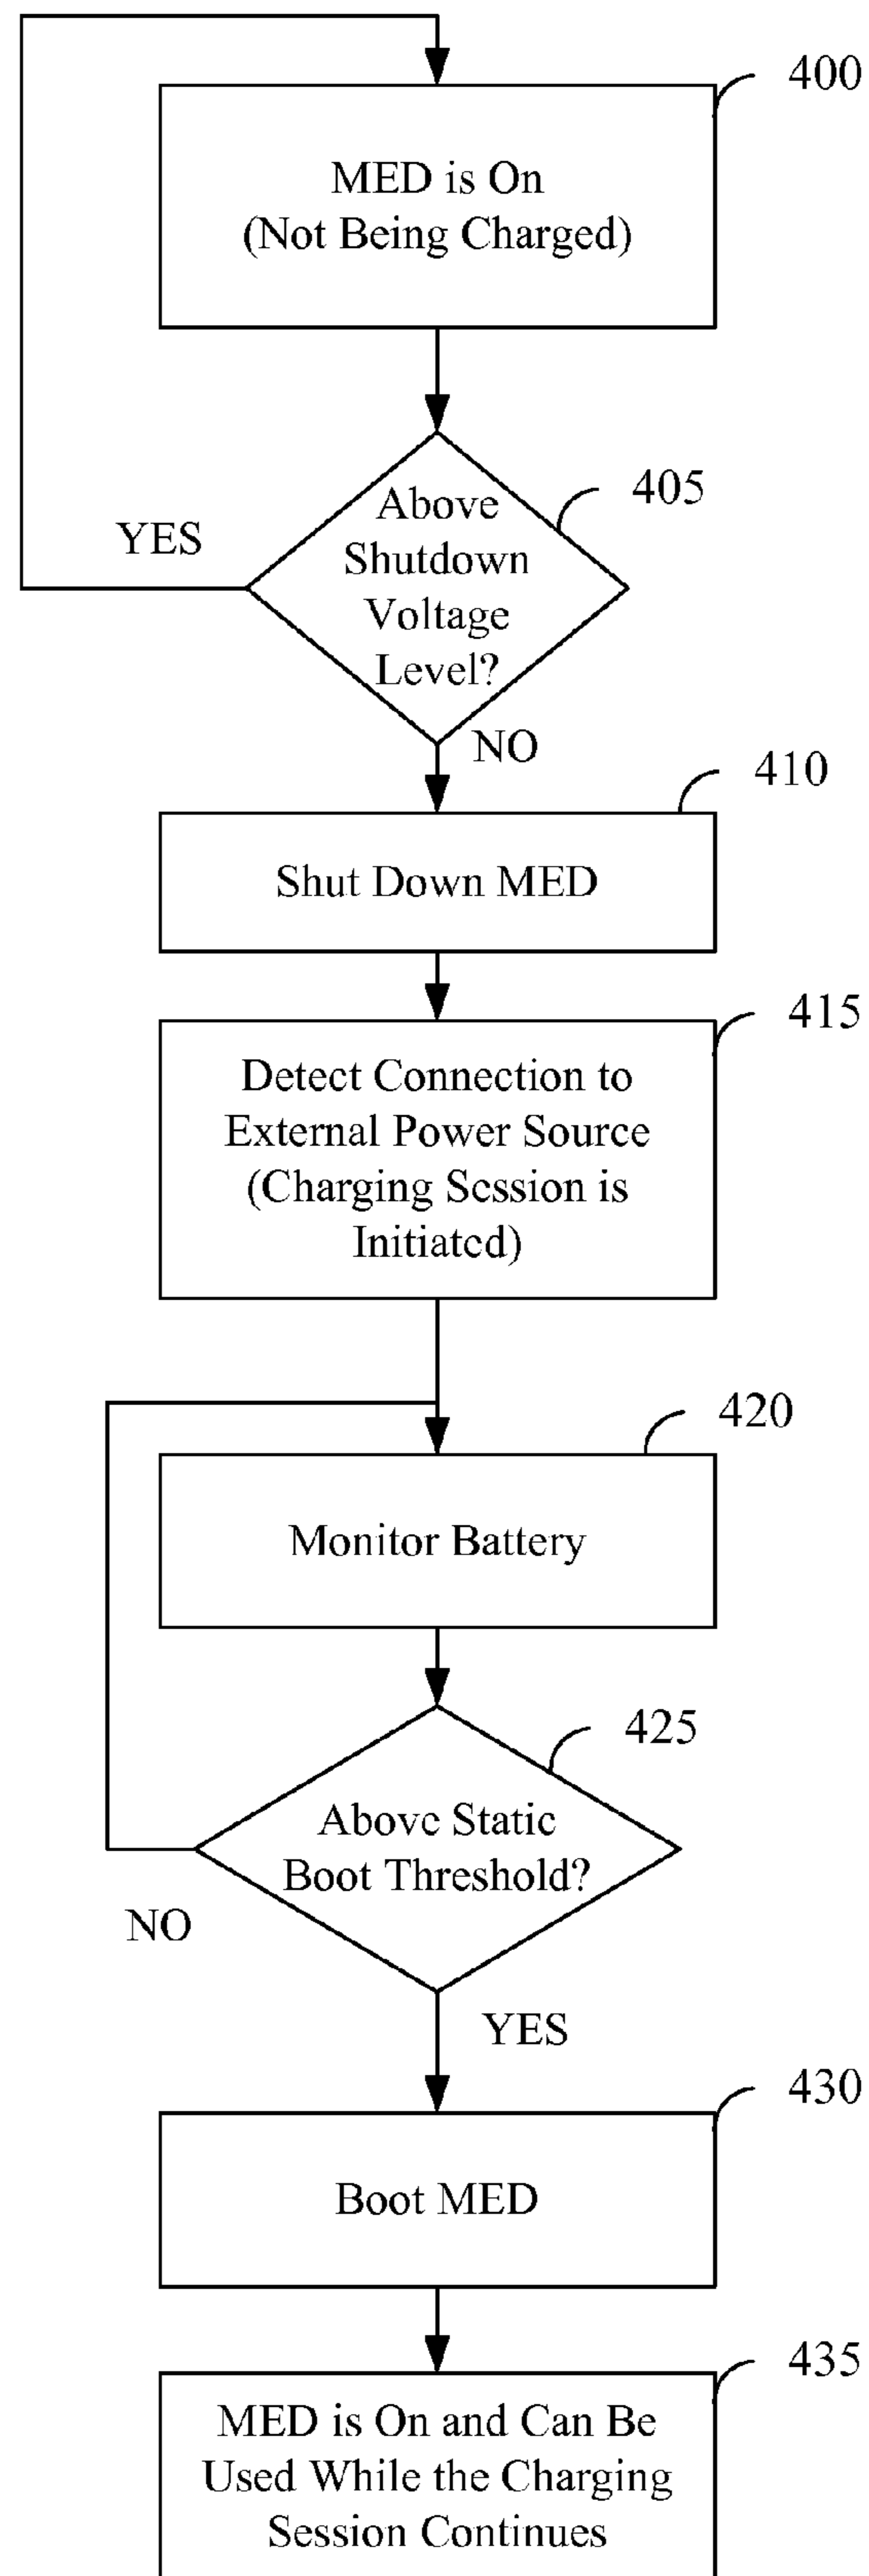 400
MED is On
(Not Being Charged)
405
Above
Shutdown
Voltage
Level?
YES
NO
410
Shut Down MED
415
Detect Connection to
External Power Source
(Charging Session is
Initiated)
420
Monitor Battery
425
Above Static
Boot Threshold?
NO
YES
430
Boot MED
435
MED is On and Can Be
Used While the Charging
Session Continues